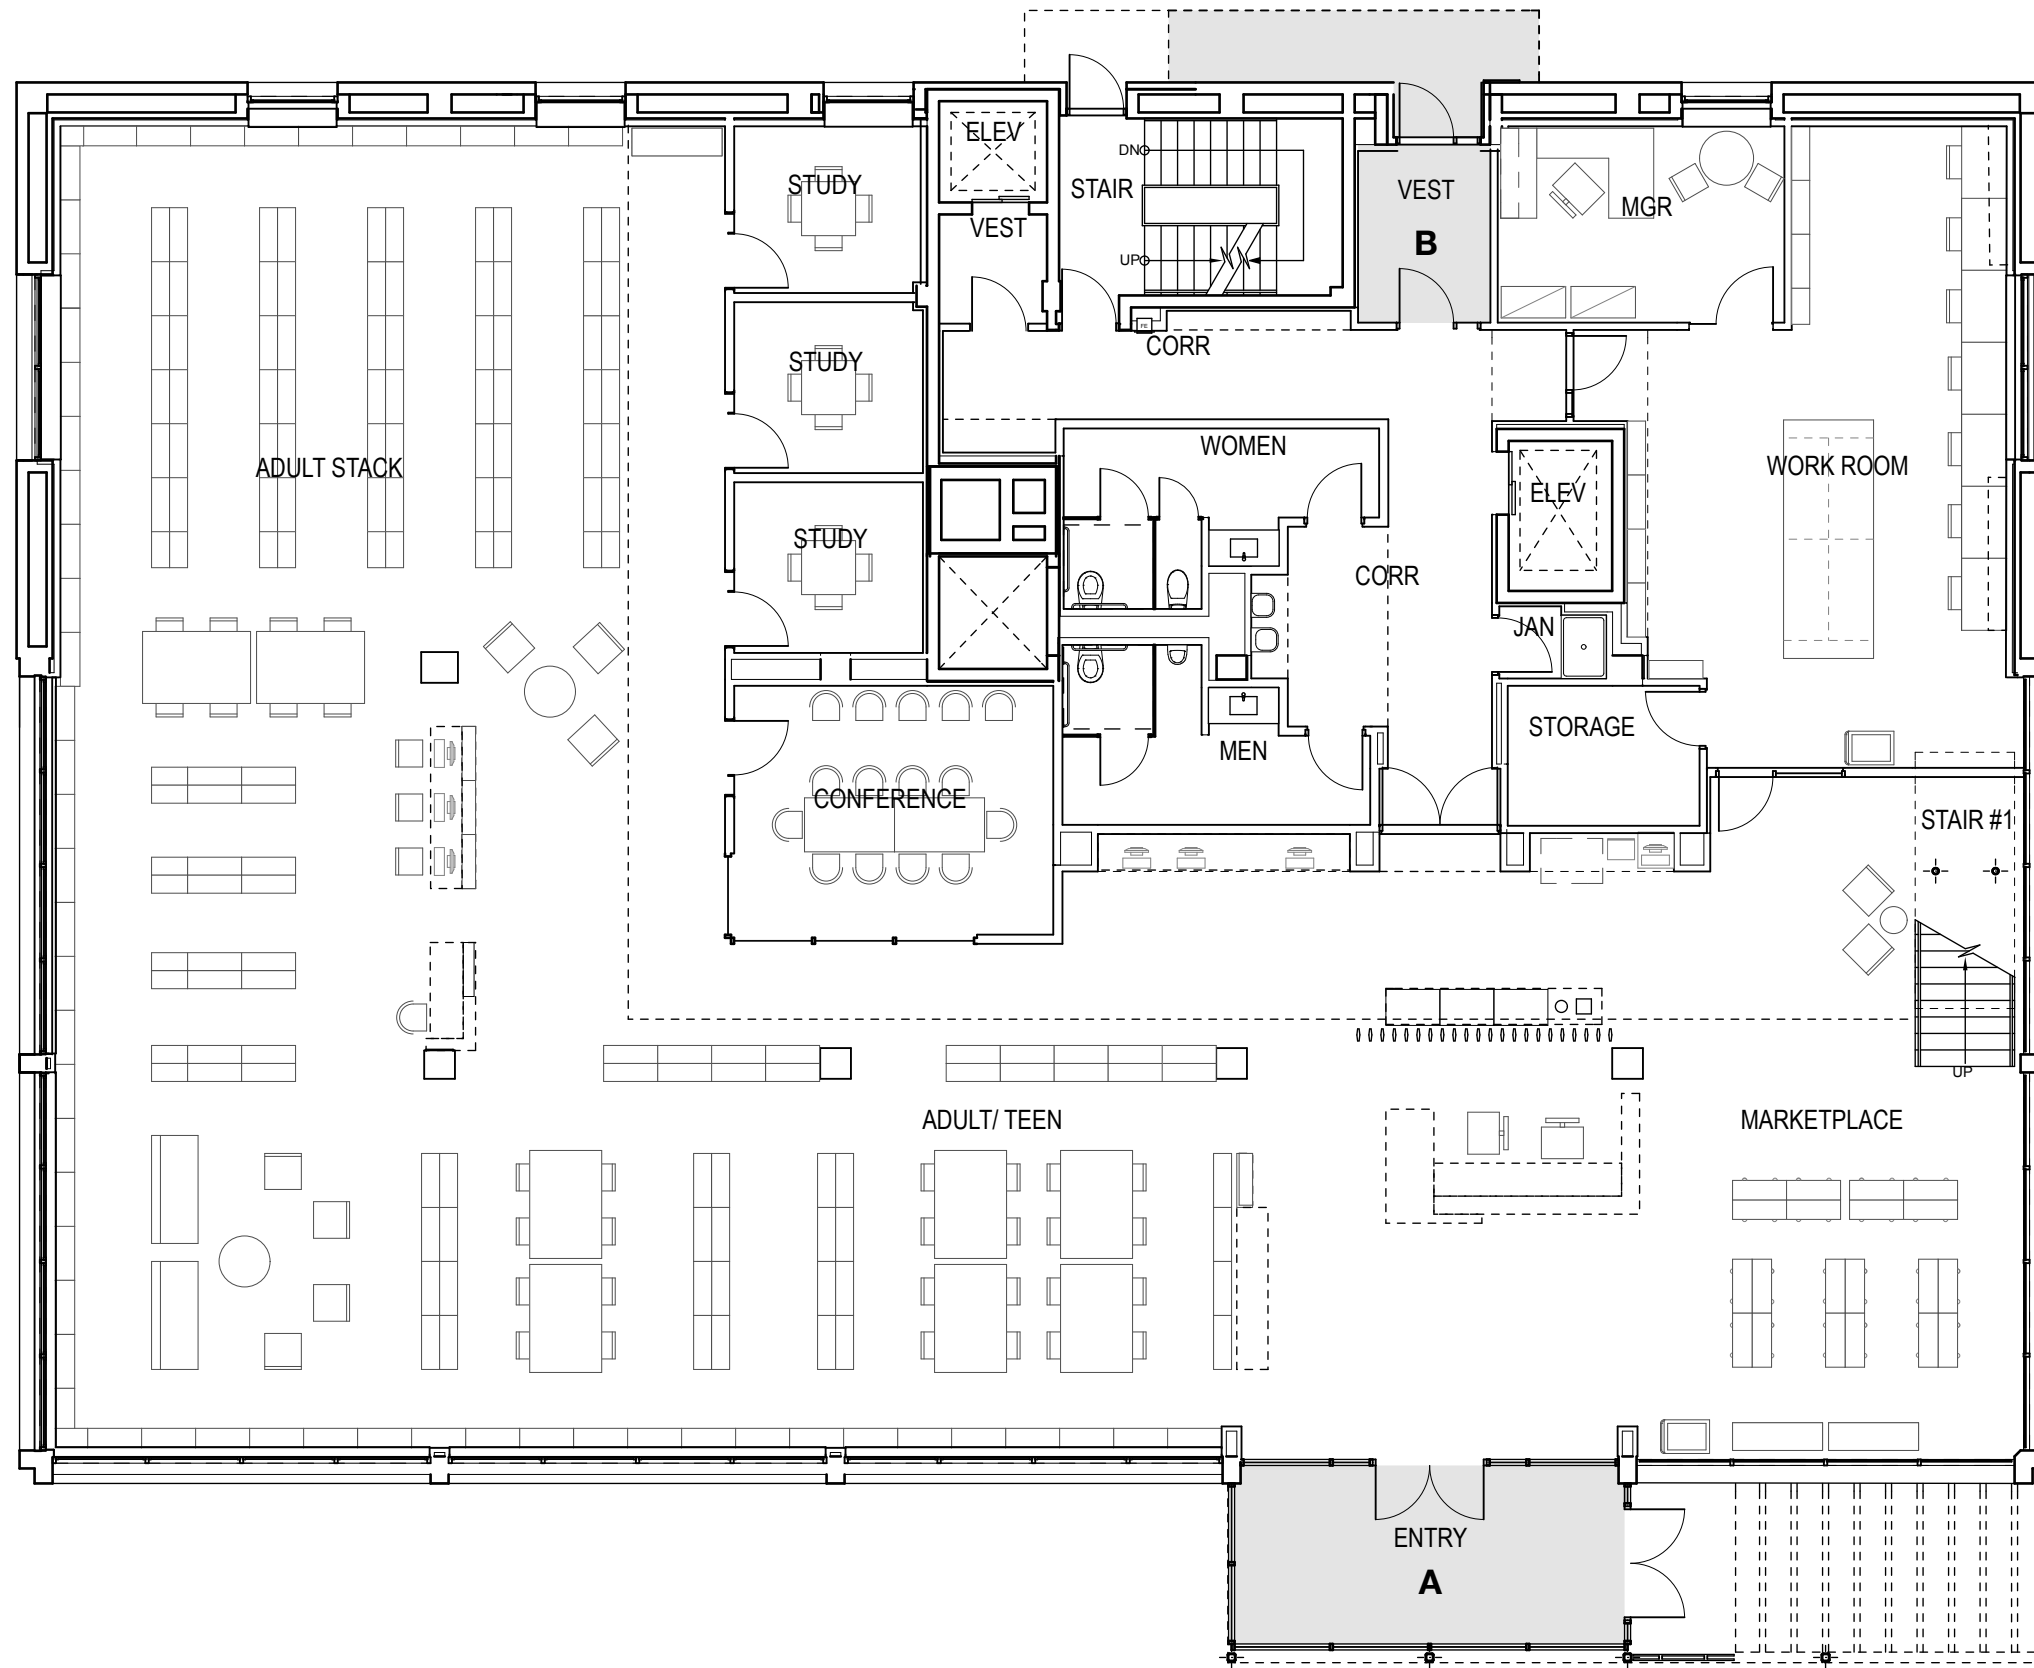 ELEV
DN
STUDY
STAIR
VEST
B
MGR
VEST
UP
FE
CORR
STUDY
WOMEN
ADULT STACK
WORK ROOM
ELEV
STUDY
CORR
JAN
STORAGE
MEN
CONFERENCE
STAIR #1
UP
ADULT/ TEEN
MARKETPLACE
ENTRY
A